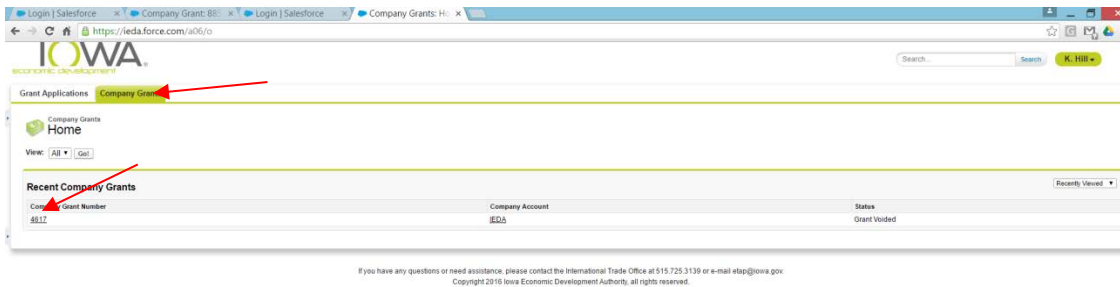 Login | Salesforce
Company Grant: 88
Login | Salesforce
Company Grants: Ho
https://ieda.force.com/a06/o
IOWA
economic development
Search...
Search
K. Hill
Grant Applications
Company Grants
Company Grants
Home
View: All Go!
Recent Company Grants
Recently Viewed
Company Grant Number Company Account Status
4617 IEDA Grant Voided
If you have any questions or need assistance, please contact the International Trade Office at 515.725.3139 or e-mail etap@iowa.gov.
Copyright 2016 Iowa Economic Development Authority, all rights reserved.